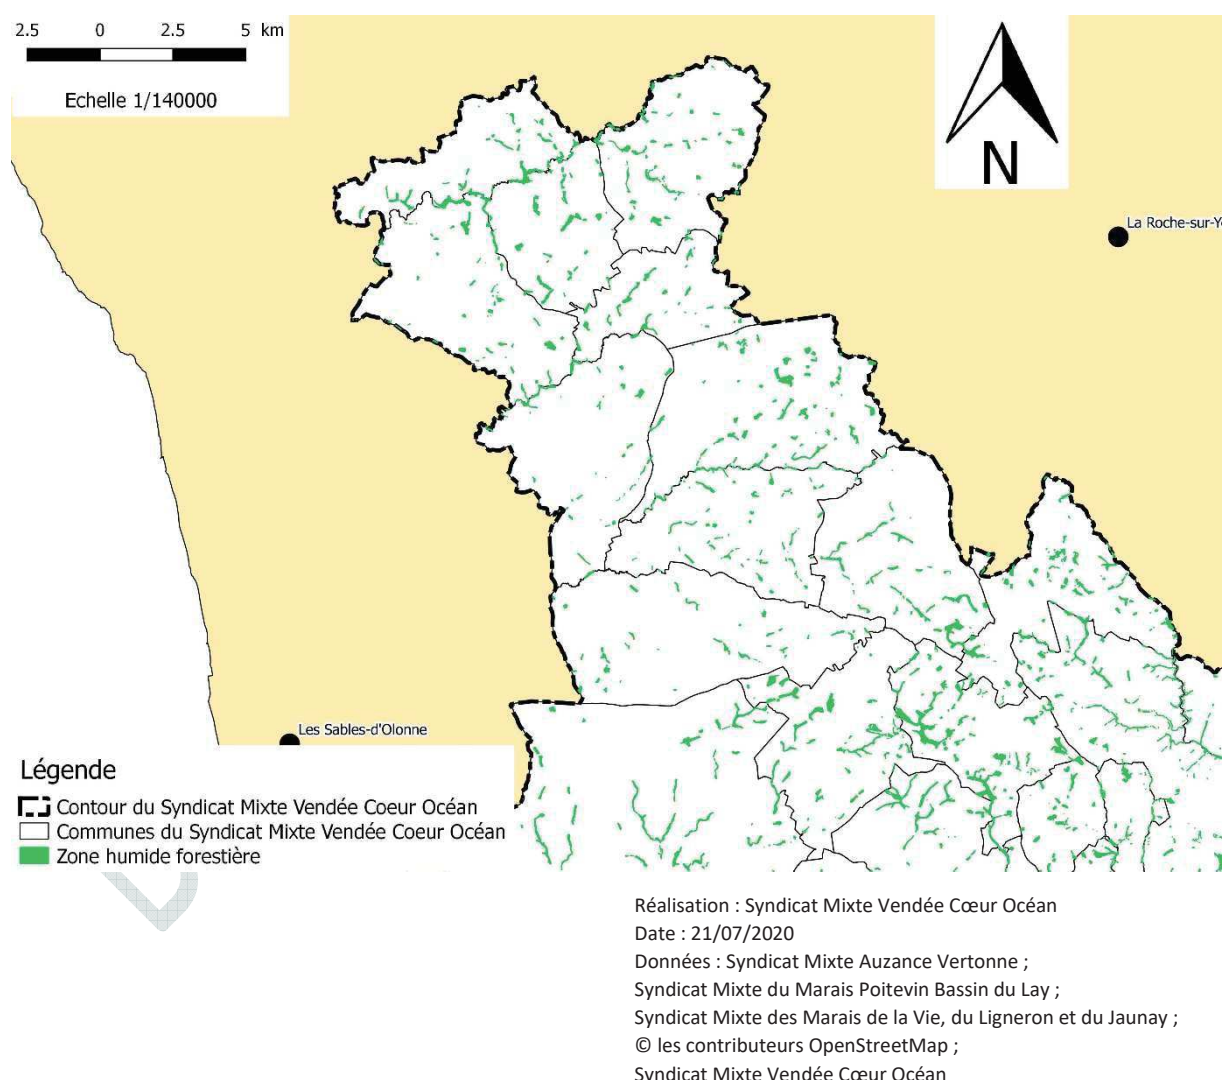 2.5 0 2.5 5 km
Echelle 1/140000
N
La Roche-sur-Y
Les Sables-d'Olonne
Légende
Contour du Syndicat Mixte Vendée Coeur Océan
Communes du Syndicat Mixte Vendée Coeur Océan
Zone humide forestière
Réalisation : Syndicat Mixte Vendée Cœur Océan
Date : 21/07/2020
Données : Syndicat Mixte Auzance Vertonne ;
Syndicat Mixte du Marais Poitevin Bassin du Lay ;
Syndicat Mixte des Marais de la Vie, du Ligneron et du Jaunay ;
© les contributeurs OpenStreetMap ;
Syndicat Mixte Vendée Cœur Océan